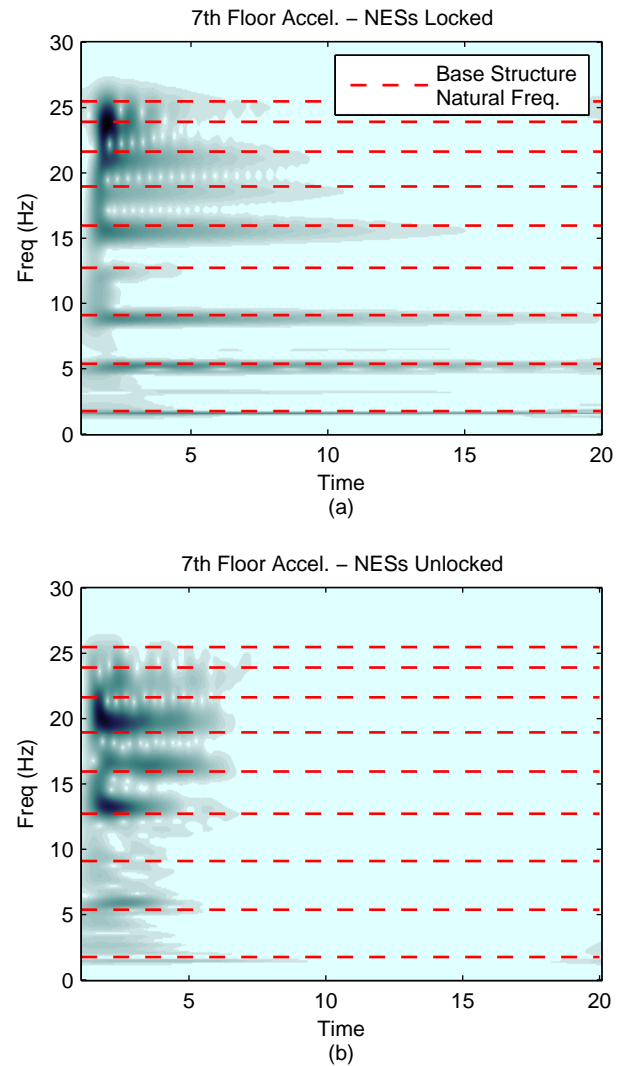 7th Floor Accel. − NESs Locked
30
25
20
15
10
5
0
Freq (Hz)
Base Structure
Natural Freq.
5
10
15
20
Time
(a)
7th Floor Accel. − NESs Unlocked
30
25
20
15
10
5
0
Freq (Hz)
5
10
15
20
Time
(b)